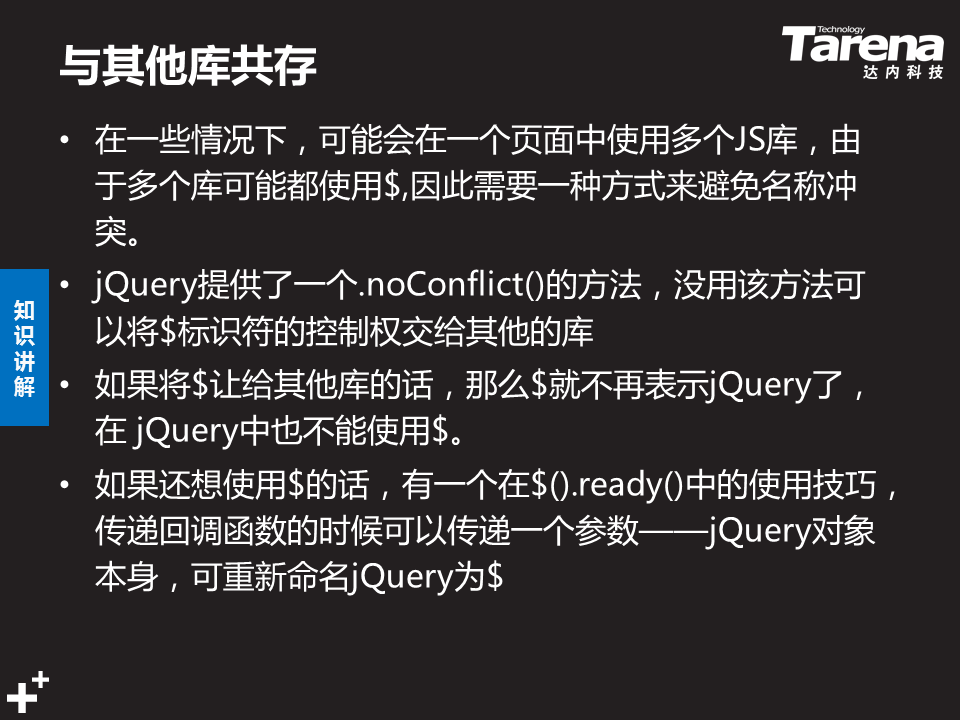 与其他库共存
Technology
Tarena
达内科技
• 在一些情况下，可能会在一个页面中使用多个JS库，由
于多个库可能都使用$,因此需要一种方式来避免名称冲
突。
• jQuery提供了一个.noConflict()的方法，没用该方法可
以将$标识符的控制权交给其他的库
• 如果将$让给其他库的话，那么$就不再表示jQuery了，
在 jQuery中也不能使用$。
• 如果还想使用$的话，有一个在$().ready()中的使用技巧，
传递回调函数的时候可以传递一个参数——jQuery对象
本身，可重新命名jQuery为$
知
识
讲
解